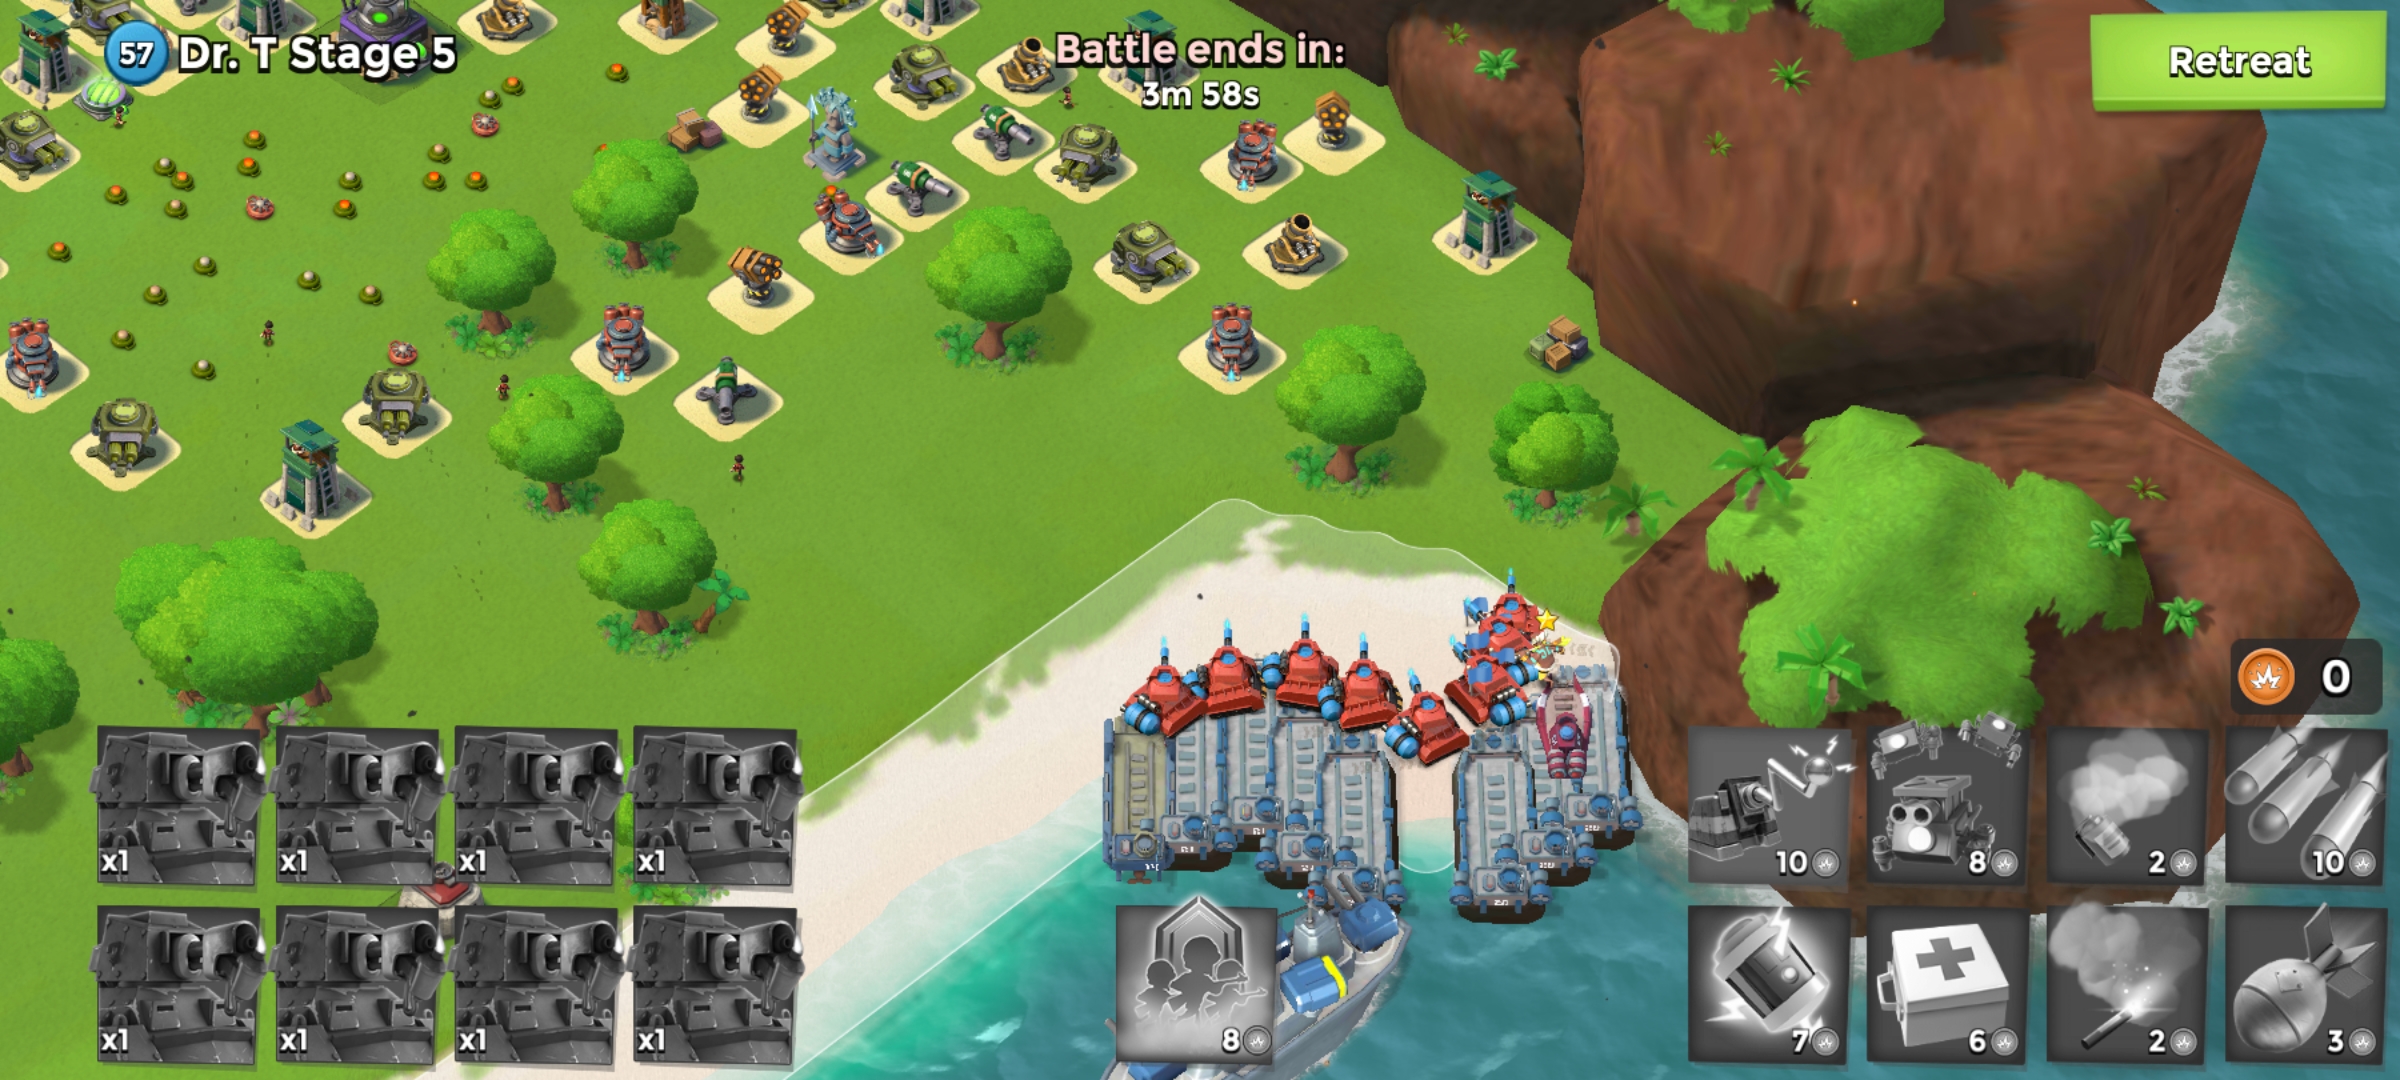 57 Dr. T Stage 5
Battle ends in:
3m 58s
Retreat
0
x1 x1 x1 x1
10 8 2 10
x1 x1 x1 x1
8
7 6 2 3